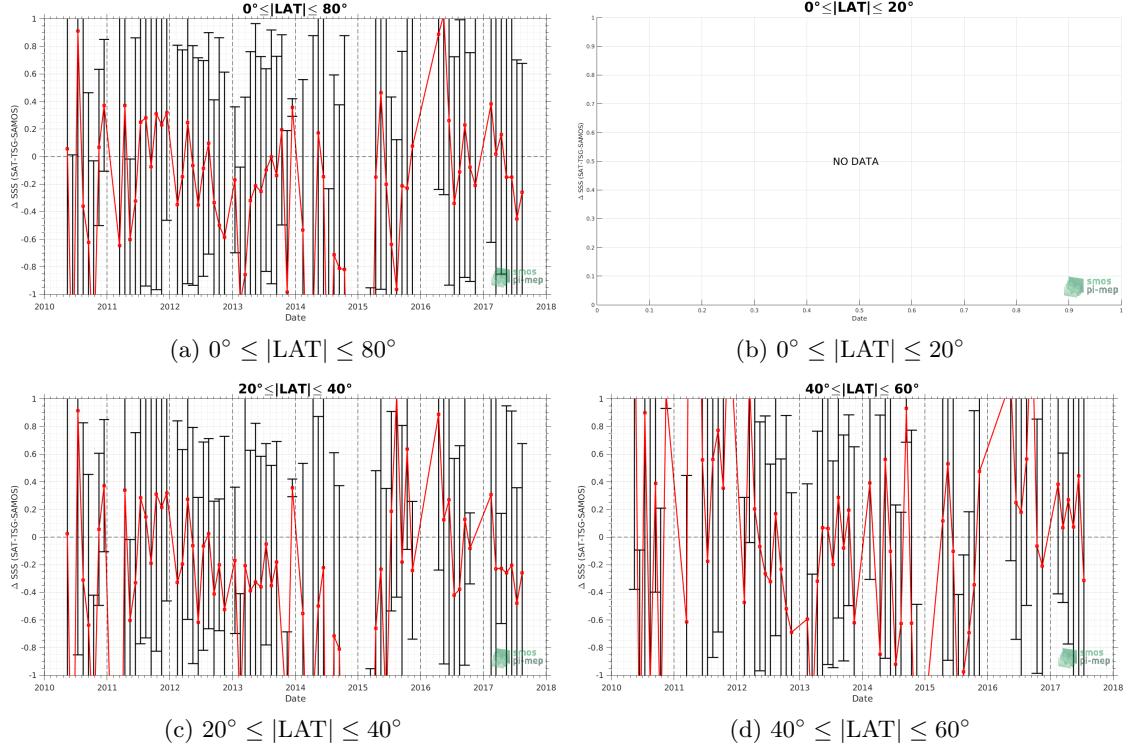 0°≤|LAT|≤ 80°
Δ SSS (SAT-TSG-SAMOS)
1
0.8
0.6
0.4
0.2
0
-0.2
-0.4
-0.6
-0.8
-1
2010 2011 2012 2013 2014 2015 2016 2017 2018
Date
smos
pi-mep
(a) 0° ≤ |LAT| ≤ 80°
0°≤|LAT|≤ 20°
Δ SSS (SAT-TSG-SAMOS)
1
0.9
0.8
0.7
0.6
0.5
0.4
0.3
0.2
0.1
0
NO DATA
0 0.1 0.2 0.3 0.4 0.5 0.6 0.7 0.8 0.9 1
Date
smos
pi-mep
(b) 0° ≤ |LAT| ≤ 20°
20°≤|LAT|≤ 40°
Δ SSS (SAT-TSG-SAMOS)
1
0.8
0.6
0.4
0.2
0
-0.2
-0.4
-0.6
-0.8
-1
2010 2011 2012 2013 2014 2015 2016 2017 2018
Date
smos
pi-mep
(c) 20° ≤ |LAT| ≤ 40°
40°≤|LAT|≤ 60°
Δ SSS (SAT-TSG-SAMOS)
1
0.8
0.6
0.4
0.2
0
-0.2
-0.4
-0.6
-0.8
-1
2010 2011 2012 2013 2014 2015 2016 2017 2018
Date
smos
pi-mep
(d) 40° ≤ |LAT| ≤ 60°